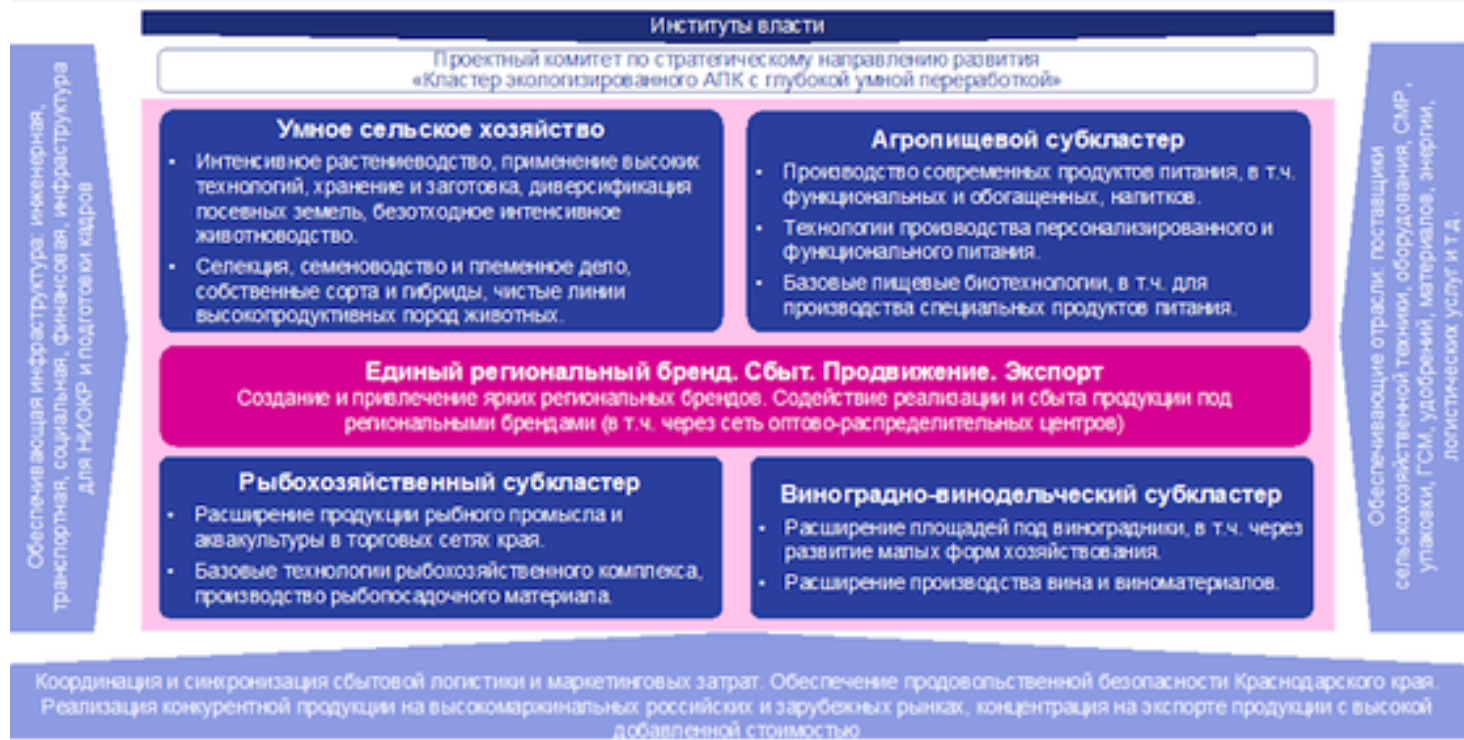 Институты власти
Проектный комитет по стратегическому направлению развития
«Кластер экологизированного АПК с глубокой умной переработкой»
Обеспечивающая инфраструктура: инженерная,
транспортная, социальная, финансовая, инфраструктура
для НИОКР и подготовки кадров
Умное сельское хозяйство
• Интенсивное растениеводство, применение высоких
технологий, хранение и заготовка, диверсификация
посевных земель, безотходное интенсивное
животноводство.
• Селекция, семеноводство и племенное дело,
собственные сорта и гибриды, чистые линии
высокопродуктивных пород животных.
Агропищевой субкластер
• Производство современных продуктов питания, в т.ч.
функциональных и обогащенных, напитков.
• Технологии производства персонализированного и
функционального питания.
• Базовые пищевые биотехнологии, в т.ч. для
производства специальных продуктов питания.
Единый региональный бренд. Сбыт. Продвижение. Экспорт
Создание и привлечение ярких региональных брендов. Содействие реализации и сбыта продукции под
региональными брендами (в т.ч. через сеть оптово-распределительных центров)
Рыбохозяйственный субкластер
• Расширение продукции рыбного промысла и
аквакультуры в торговых сетях края.
• Базовые технологии рыбохозяйственного комплекса,
производство рыбопосадочного материала.
Виноградно-винодельческий субкластер
• Расширение площадей под виноградники, в т.ч. через
развитие малых форм хозяйствования.
• Расширение производства вина и виноматериалов.
Обеспечивающие отрасли: поставщики
сельскохозяйственной техники, оборудования, СМР,
упаковки, ГСМ, удобрений, материалов, энергии,
логистических услуг и т.д.
Координация и синхронизация сбытовой логистики и маркетинговых затрат. Обеспечение продовольственной безопасности Краснодарского края.
Реализация конкурентной продукции на высокомаржинальных российских и зарубежных рынках, концентрация на экспорте продукции с высокой
добавленной стоимостью